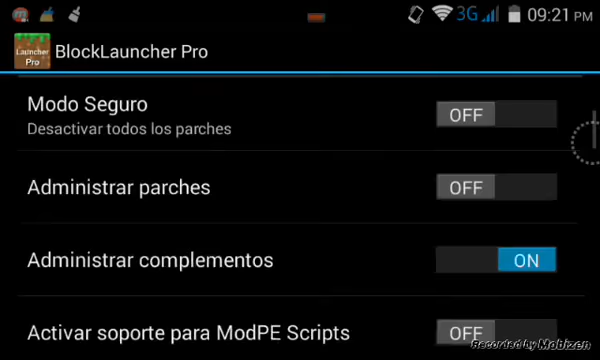 3G 09:21 PM
Launcher Pro
BlockLauncher Pro
Modo Seguro
OFF
Desactivar todos los parches
Administrar parches
OFF
Administrar complementos
ON
Activar soporte para ModPE Scripts
OFF
Recorded by Mobizen